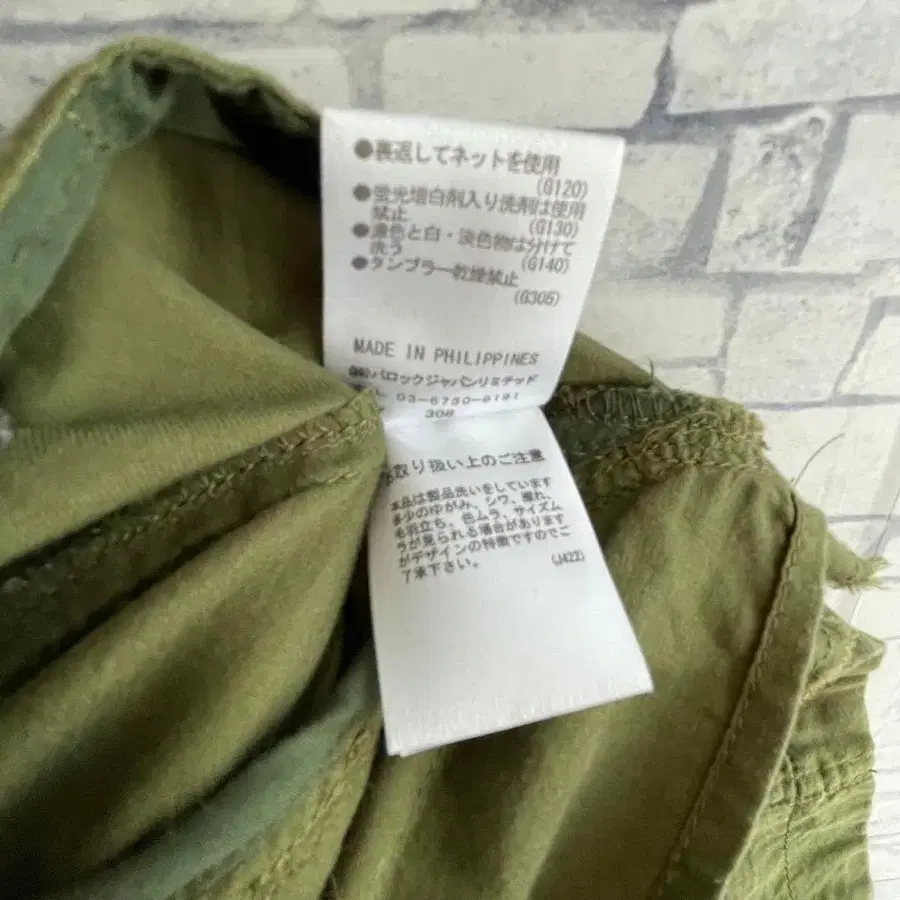 ●裏返してネットを使用
(G120)
●蛍光増白剤入り洗剤は使用
禁止
(G130)
●濃色と白・淡色物は分けて
洗う
(G140)
●タンブラー乾燥禁止
(G305)
MADE IN PHILIPPINES
㈱バロックジャパンリミテッド
L 03-6730-9191
308
取り扱い上のご注意
本品は製品洗いをしています
多少のゆがみ、シワ、擦れ、
毛羽立ち、色ムラ、サイズム
ラが見られる場合があります
がデザインの特徴ですのでご
了承下さい。
(J422)